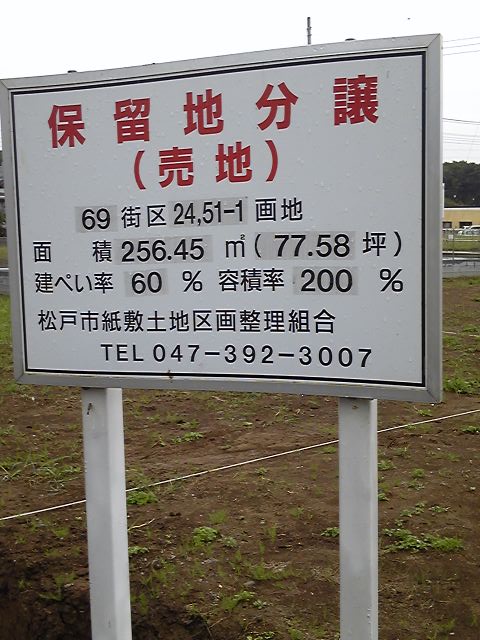 保留地分譲
（売地）
69 街区 24,51-1 画地
面 積 256.45 ㎡（ 77.58 坪）
建ぺい率 60 % 容積率 200 %
松戸市紙敷土地区画整理組合
TEL 047-392-3007